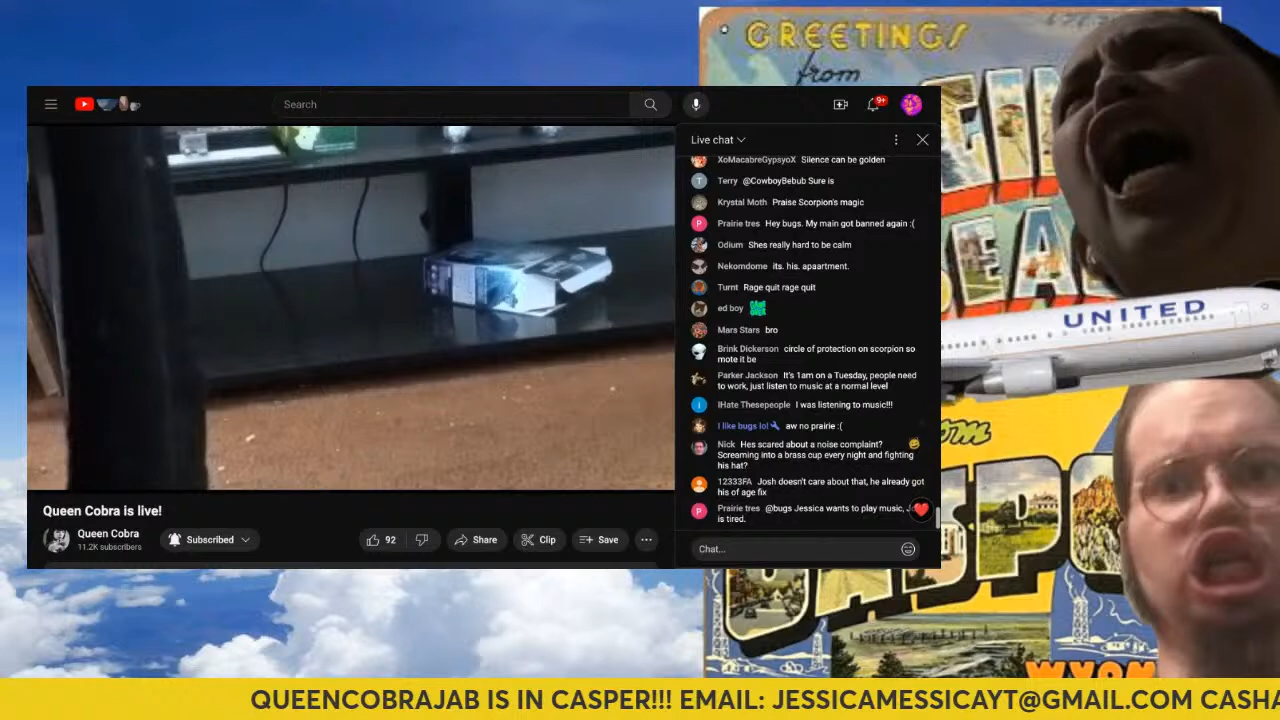 GREETINGS
from
Search
9+
Live chat
XoMacabreGypsyoX Silence can be golden
T Terry @CowboyBebub Sure is
Krystal Moth Praise Scorpion's magic
P Prairie tres Hey bugs. My main got banned again :(
Odium Shes really hard to be calm
Nekomdome its. his. apaartment.
Turnt Rage quit rage quit
ed boy
Mars Stars bro
Brink Dickerson circle of protection on scorpion so
mote it be
Parker Jackson It's 1am on a Tuesday, people need
to work, just listen to music at a normal level
I IHate Thesepeople I was listening to music!!!
I like bugs lol aw no prairie :(
Nick Hes scared about a noise complaint?
Screaming into a brass cup every night and fighting
his hat?
12333FA Josh doesn't care about that, he already got
his of age fix
P Prairie tres @bugs Jessica wants to play music,
is tired.
Chat...
UNITED
Queen Cobra is live!
Queen Cobra
11.2K subscribers
Subscribed
92
Share
Clip
Save
QUEENCOBRAJAB IS IN CASPER!!! EMAIL: JESSICAMESSICAYT@GMAIL.COM CASHA